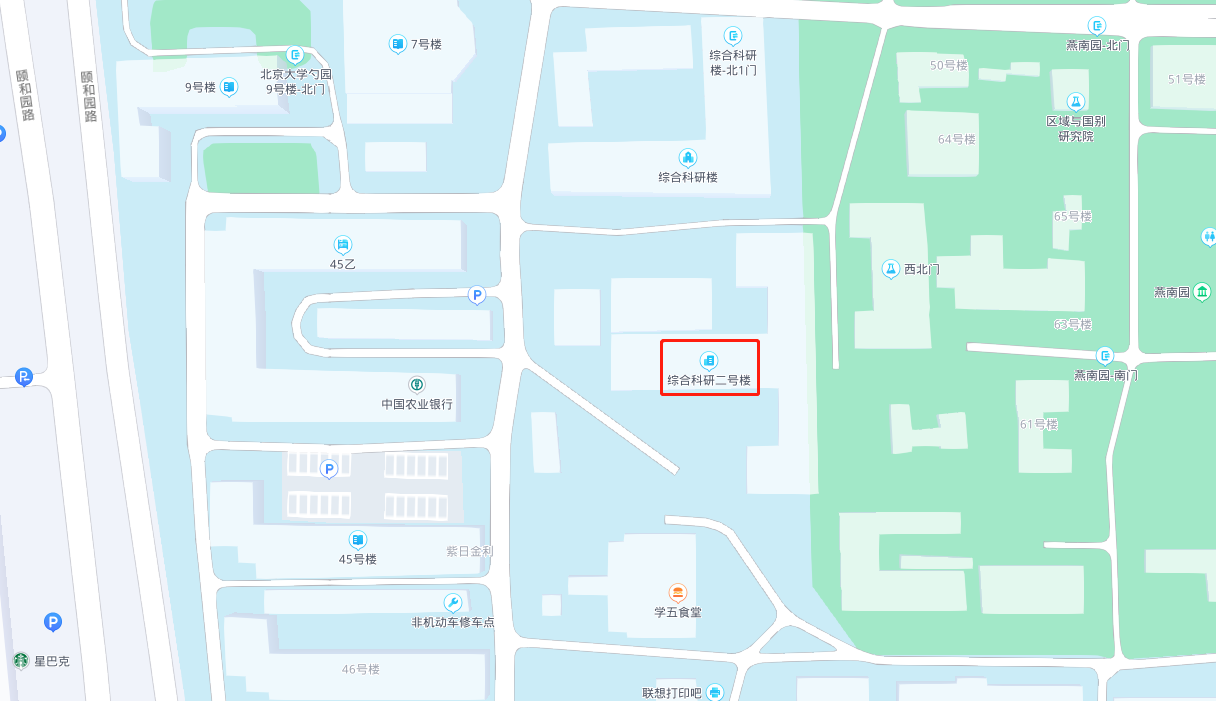 燕南园-北门
7号楼
综合科研
楼-北1门
50号楼
颐和园路
颐和园路
北京大学勺园
9号楼-北门
9号楼
51号楼
区域与国别
研究院
64号楼
综合科研楼
65号楼
45乙
P
西北门
燕南园
63号楼
综合科研二号楼
燕南园-南门
P
中国农业银行
61号楼
P
45号楼
紫日金利
学五食堂
非机动车修车点
P
星巴克
46号楼
联想打印吧